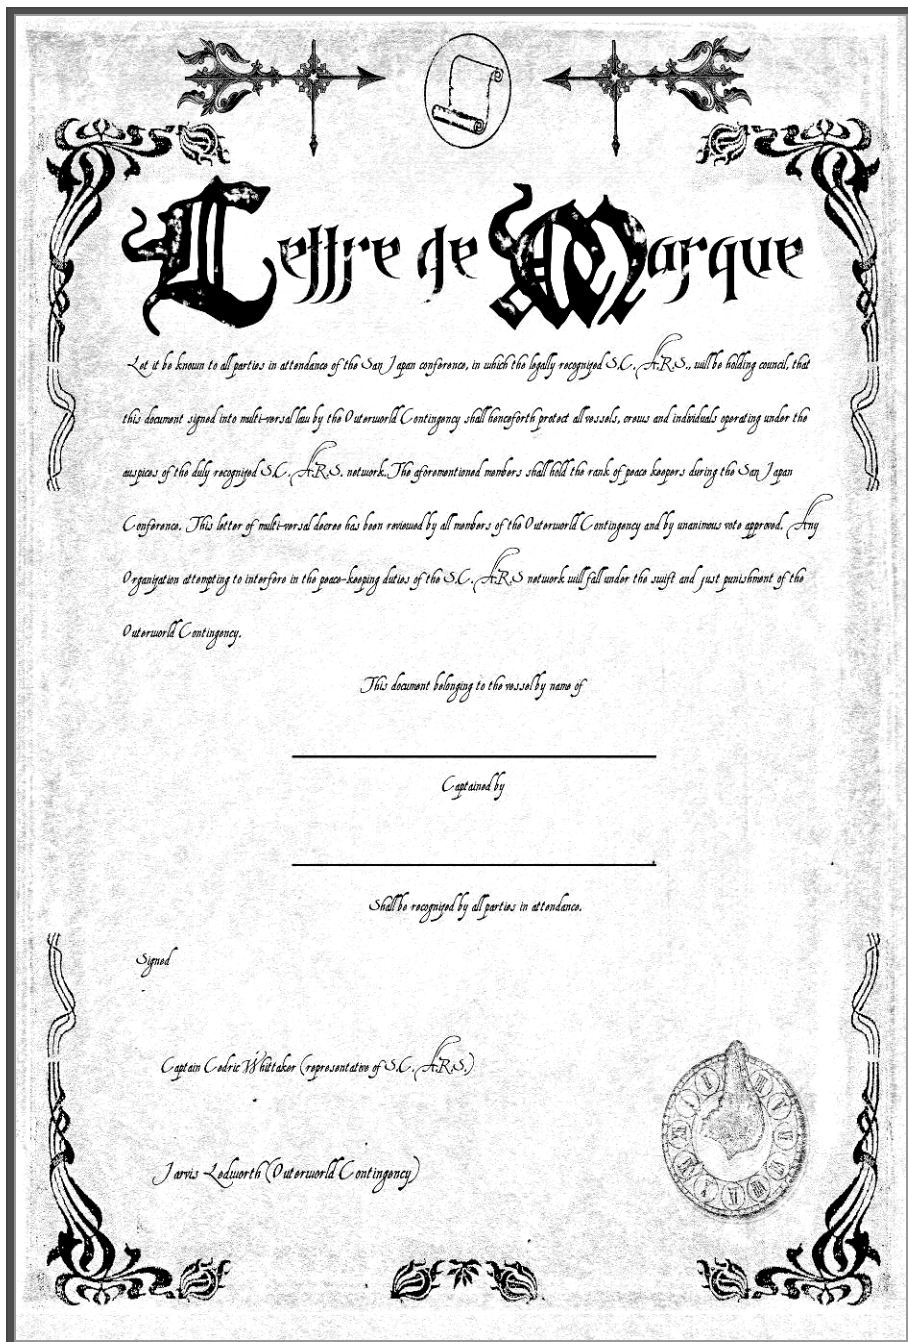 Lettre de Marque
Let it be known to all parties in attendance of the San Japan conference, in which the legally recognized S.C.A.R.S., will be holding council, that
this document signed into multi-versal law by the Outerworld Contingency shall henceforth protect all vessels, crews and individuals operating under the
auspices of the duly recognized S.C.A.R.S. network. The aforementioned members shall hold the rank of peace keepers during the San Japan
Conference. This letter of multi-versal decree has been reviewed by all members of the Outerworld Contingency and by unanimous vote approved. Any
Organization attempting to interfere in the peace-keeping duties of the S.C.A.R.S network will fall under the swift and just punishment of the
Outerworld Contingency.
This document belonging to the vessel by name of
Captained by
Shall be recognized by all parties in attendance.
Signed
Captain Cedric Whittaker (representative of S.C.A.R.S.)
Jarvis Ledworth (Outerworld Contingency)